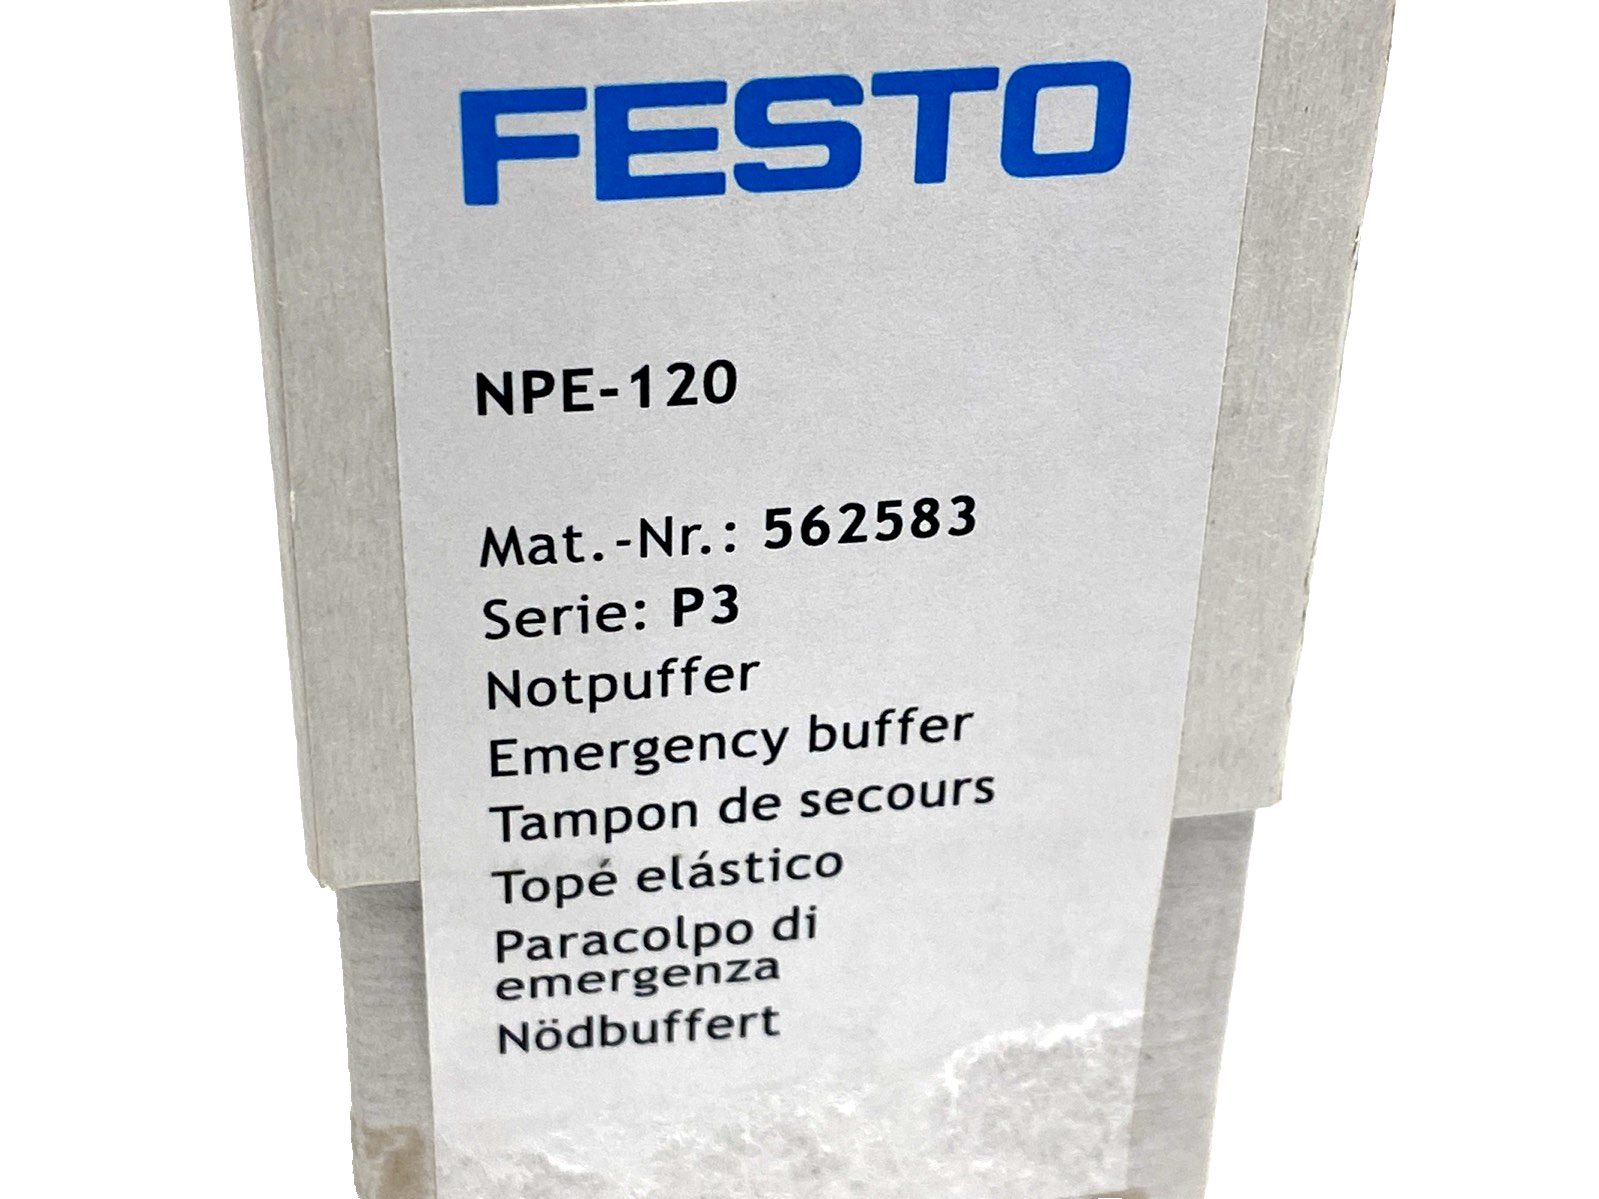 FESTO
NPE-120
Mat.-Nr.: 562583
Serie: P3
Notpuffer
Emergency buffer
Tampon de secours
Topé elástico
Paracolpo di
emergenza
Nödbuffert